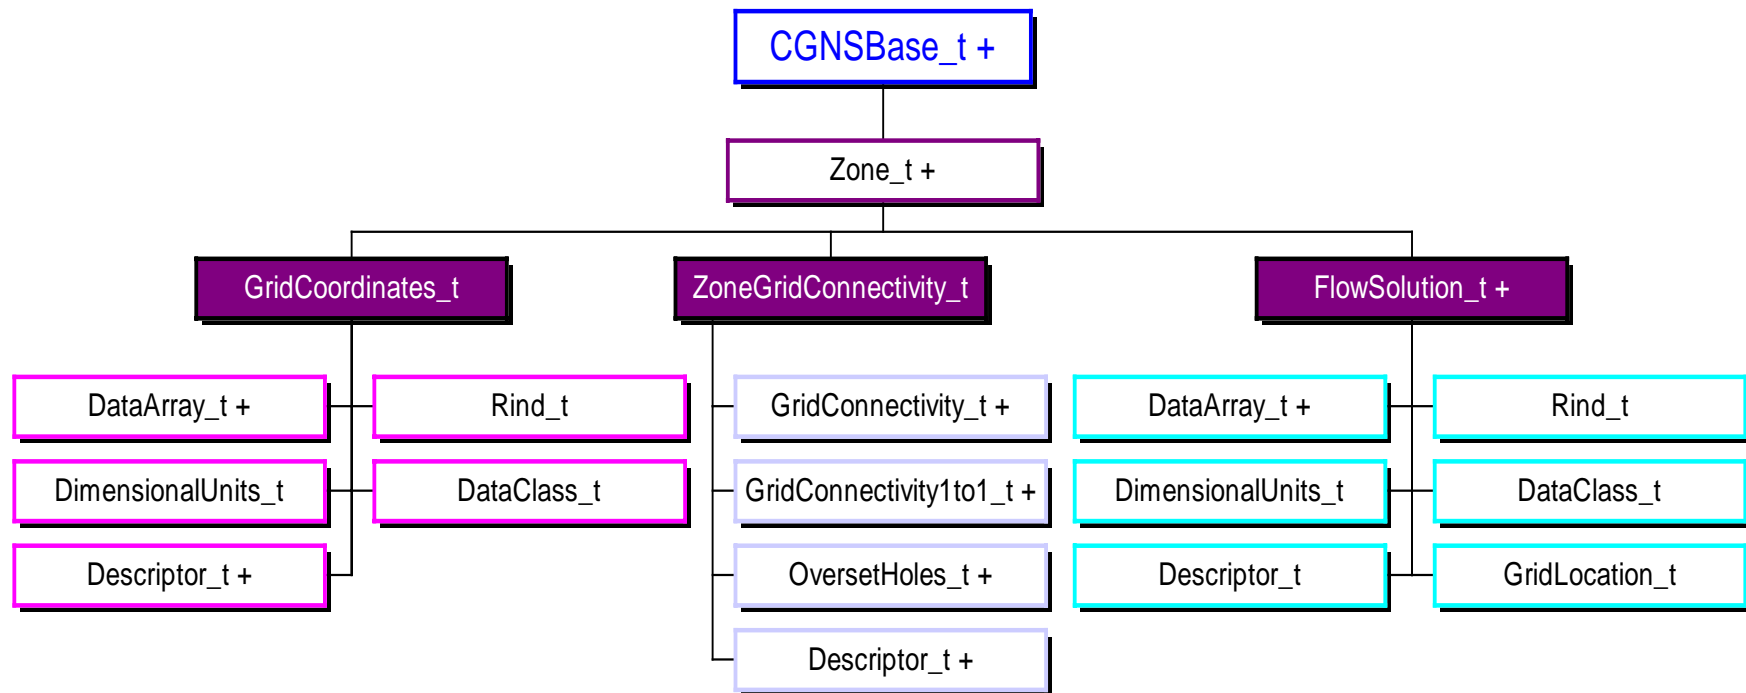 CGNSBase_t +
Zone_t +
GridCoordinates_t
ZoneGridConnectivity_t
FlowSolution_t +
DataArray_t +
Rind_t
GridConnectivity_t +
DataArray_t +
Rind_t
DimensionalUnits_t
DataClass_t
GridConnectivity1to1_t +
DimensionalUnits_t
DataClass_t
Descriptor_t +
OversetHoles_t +
Descriptor_t
GridLocation_t
Descriptor_t +